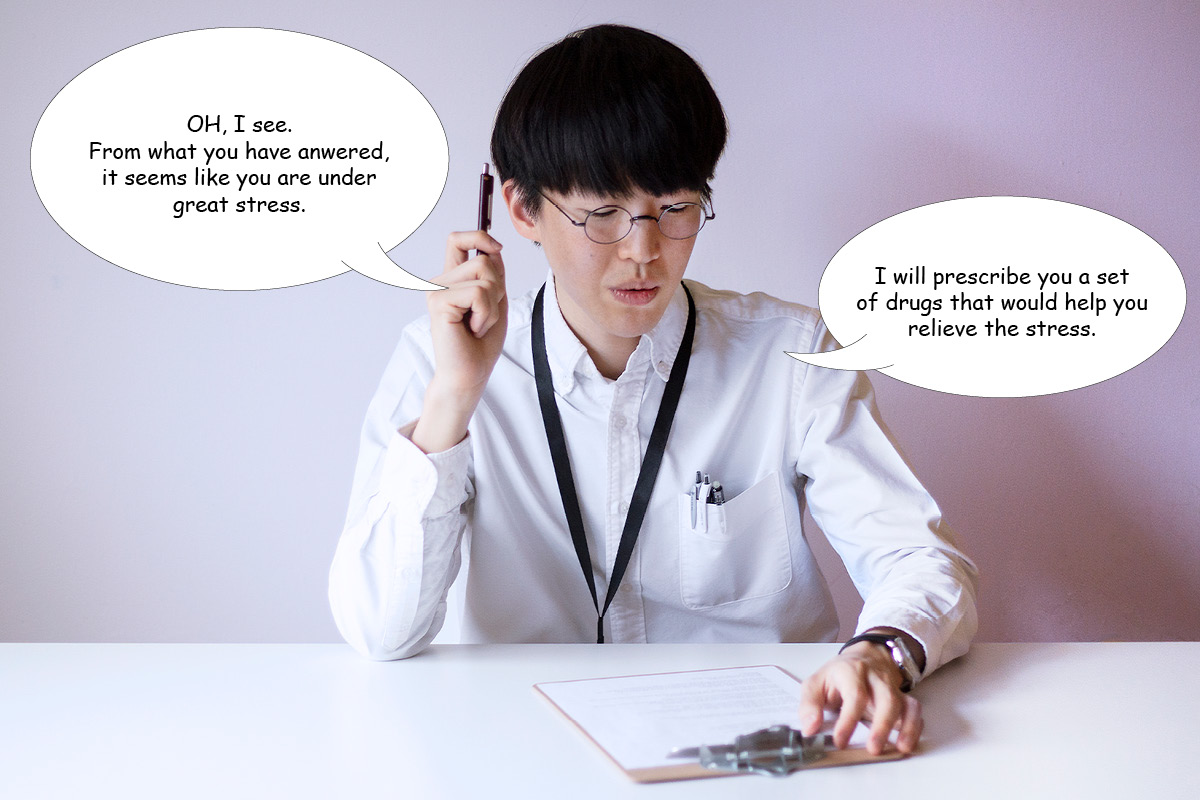 OH, I see.
From what you have anwered,
it seems like you are under
great stress.
I will prescribe you a set
of drugs that would help you
relieve the stress.